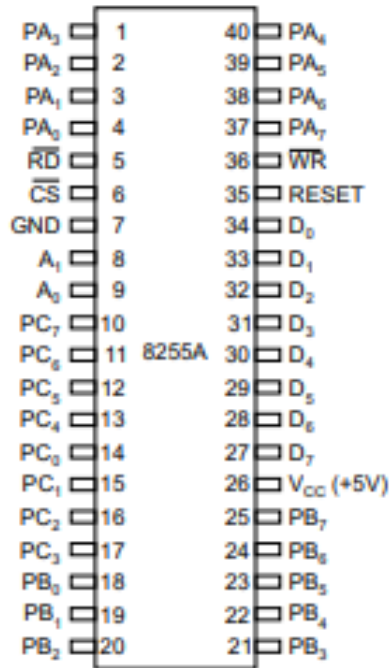 PA₃ 1 40 PA₄
PA₂ 2 39 PA₅
PA₁ 3 38 PA₆
PA₀ 4 37 PA₇
R̅D̅ 5 36 W̅R̅
C̅S̅ 6 35 RESET
GND 7 34 D₀
A₁ 8 33 D₁
A₀ 9 32 D₂
PC₇ 10 31 D₃
PC₆ 11 8255A 30 D₄
PC₅ 12 29 D₅
PC₄ 13 28 D₆
PC₀ 14 27 D₇
PC₁ 15 26 V_CC (+5V)
PC₂ 16 25 PB₇
PC₃ 17 24 PB₆
PB₀ 18 23 PB₅
PB₁ 19 22 PB₄
PB₂ 20 21 PB₃